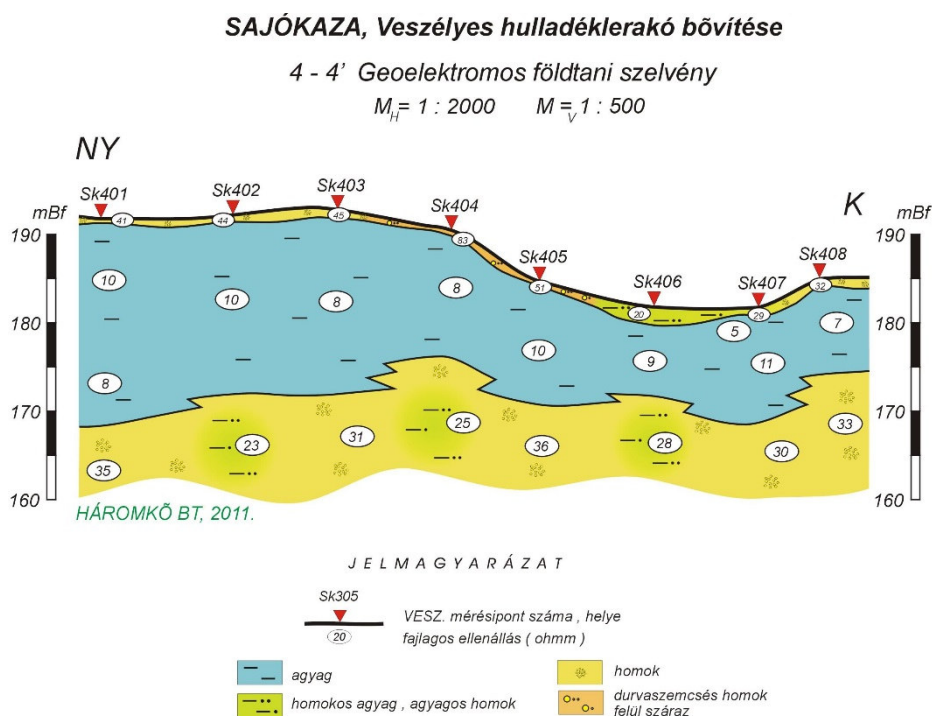 SAJÓKAZA, Veszélyes hulladéklerakó bõvítése
4 - 4' Geoelektromos földtani szelvény
MH= 1 : 2000 M =V 1 : 500
NY
K
Sk401
Sk402
Sk403
Sk404
Sk405
Sk406
Sk407
Sk408
mBf
mBf
190
190
180
180
170
170
160
160
41
44
45
83
51
20
29
32
10
10
8
8
10
9
5
11
7
8
35
23
31
25
36
28
30
33
HÁROMKÕ BT, 2011.
JELMAGYARÁZAT
Sk305
VESZ. mérésipont száma , helye
20
fajlagos ellenállás ( ohmm )
agyag
homok
homokos agyag , agyagos homok
durvaszemcsés homok
felül száraz